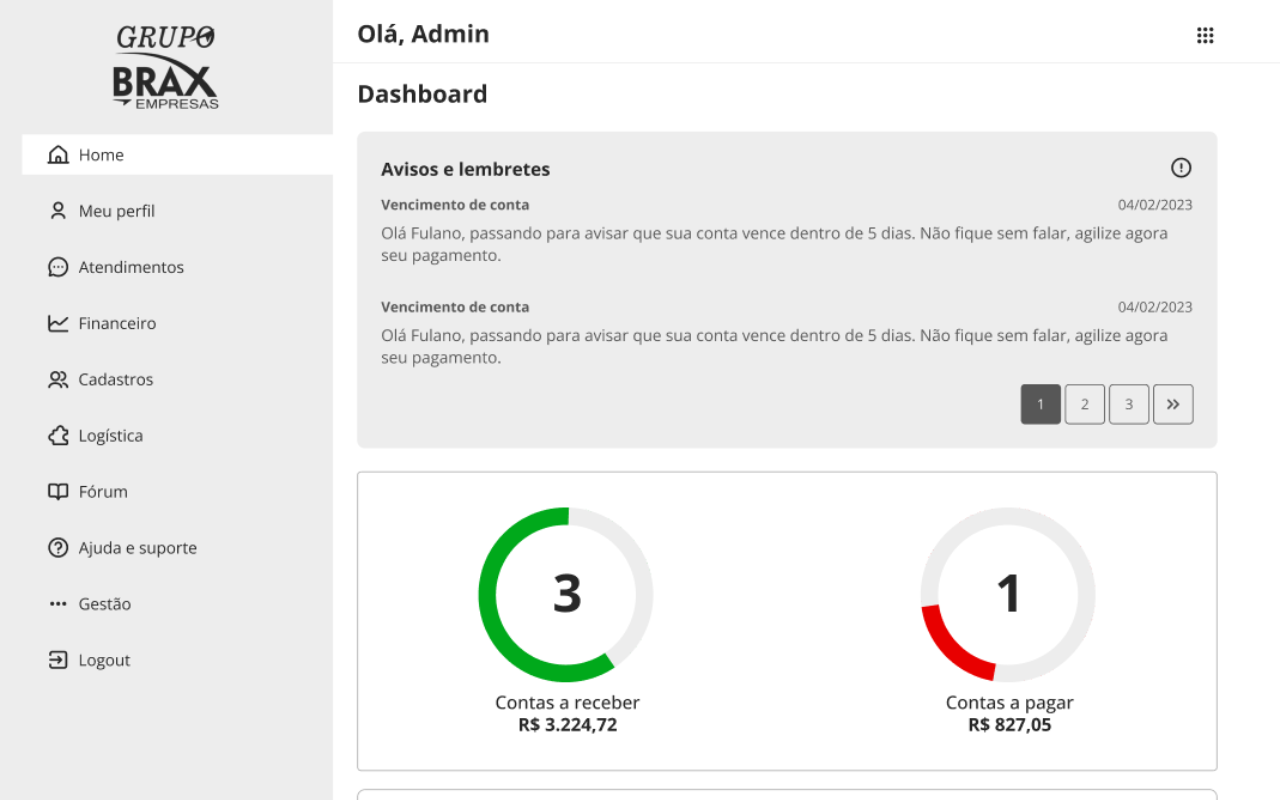 GRUPO
BRAX
EMPRESAS
Home
Meu perfil
Atendimentos
Financeiro
Cadastros
Logística
Fórum
Ajuda e suporte
Gestão
Logout
Olá, Admin
Dashboard
Avisos e lembretes
Vencimento de conta 04/02/2023
Olá Fulano, passando para avisar que sua conta vence dentro de 5 dias. Não fique sem falar, agilize agora
seu pagamento.
Vencimento de conta 04/02/2023
Olá Fulano, passando para avisar que sua conta vence dentro de 5 dias. Não fique sem falar, agilize agora
seu pagamento.
1 2 3 »
3
Contas a receber
R$ 3.224,72
1
Contas a pagar
R$ 827,05